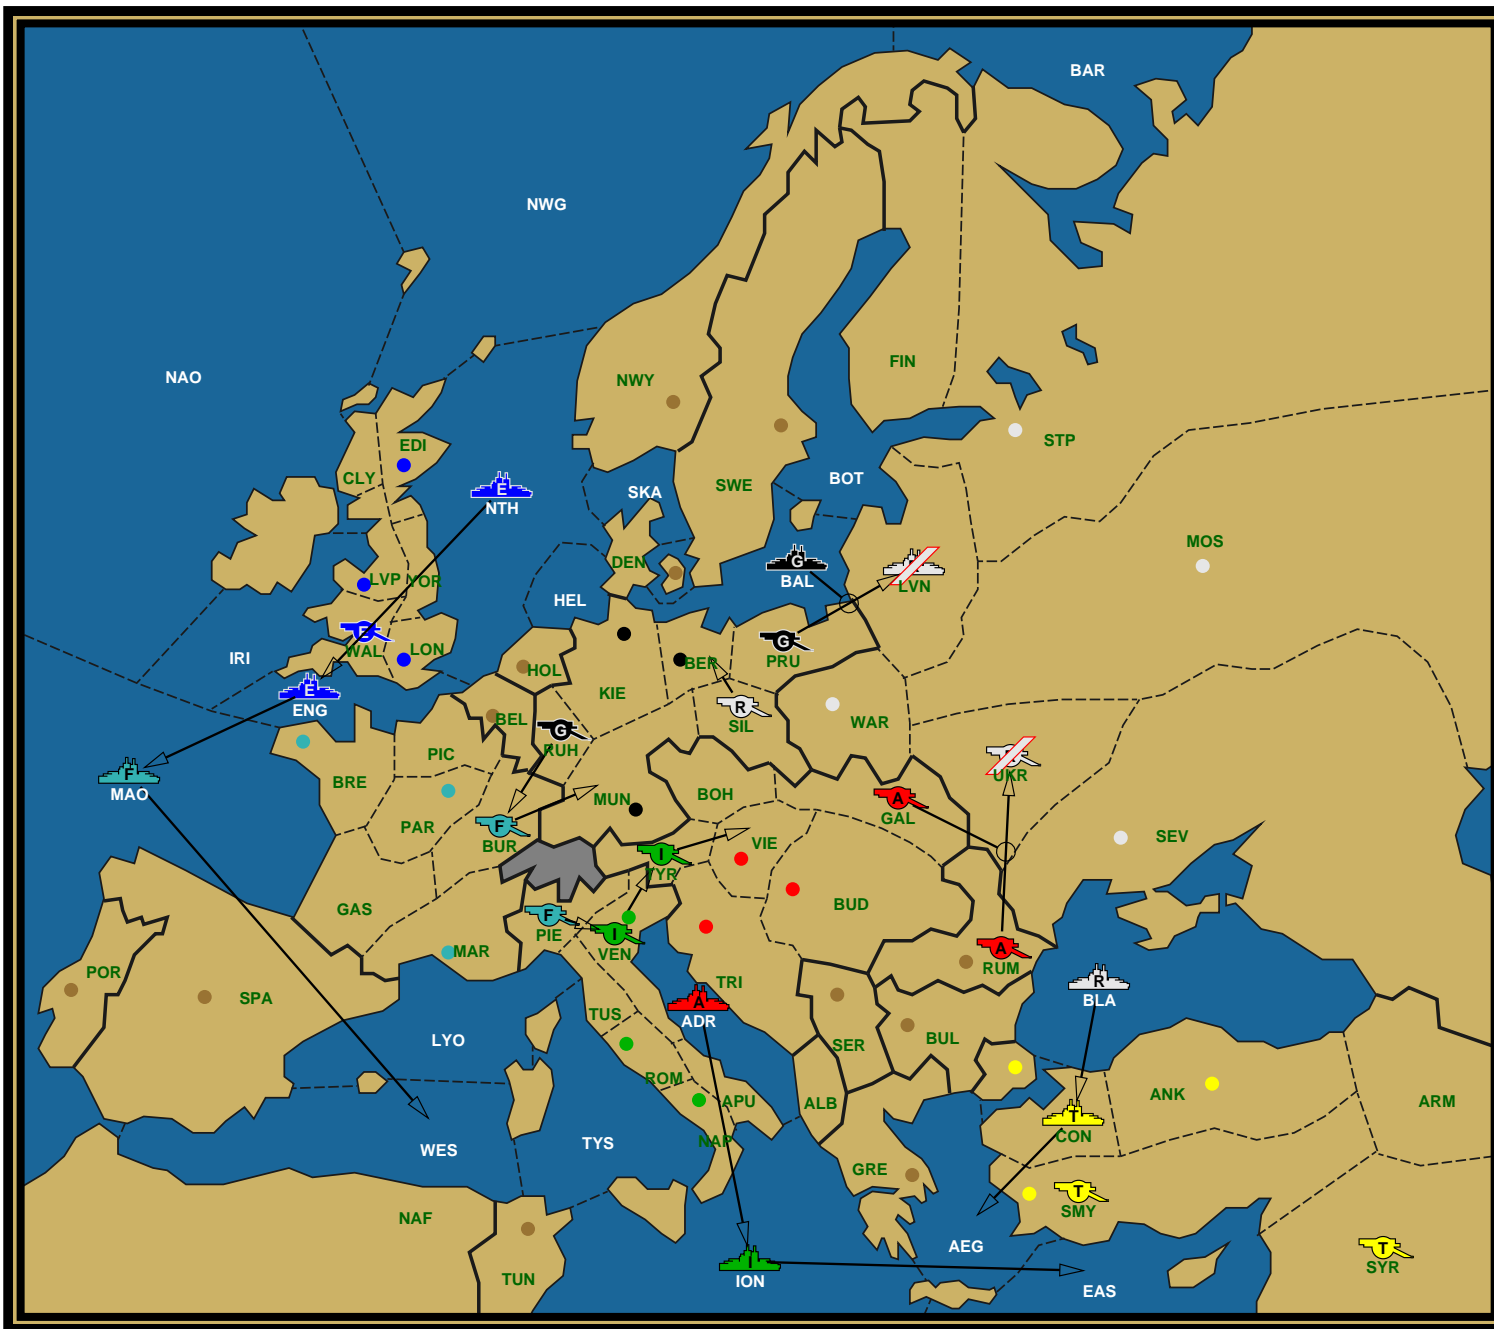 BAR
NWG
NAO
FIN
NWY
EDI
STP
CLY
SKA
SWE
BOT
E
NTH
MOS
DEN
G
BAL
LVN
LVP
YOR
HEL
E
WAL
LON
IRI
G
PRU
HOL
BER
KIE
E
ENG
R
SIL
BEL
WAR
G
RUH
PIC
UKR
F
MAO
BRE
MUN
BOH
A
GAL
PAR
F
BUR
VIE
SEV
I
TYR
BUD
GAS
F
PIE
I
VEN
MAR
A
RUM
POR
SPA
TRI
R
BLA
A
ADR
TUS
LYO
SER
BUL
ROM
ANK
APU
ALB
ARM
T
CON
NAP
TYS
WES
GRE
T
SMY
NAF
AEG
T
SYR
TUN
I
ION
EAS